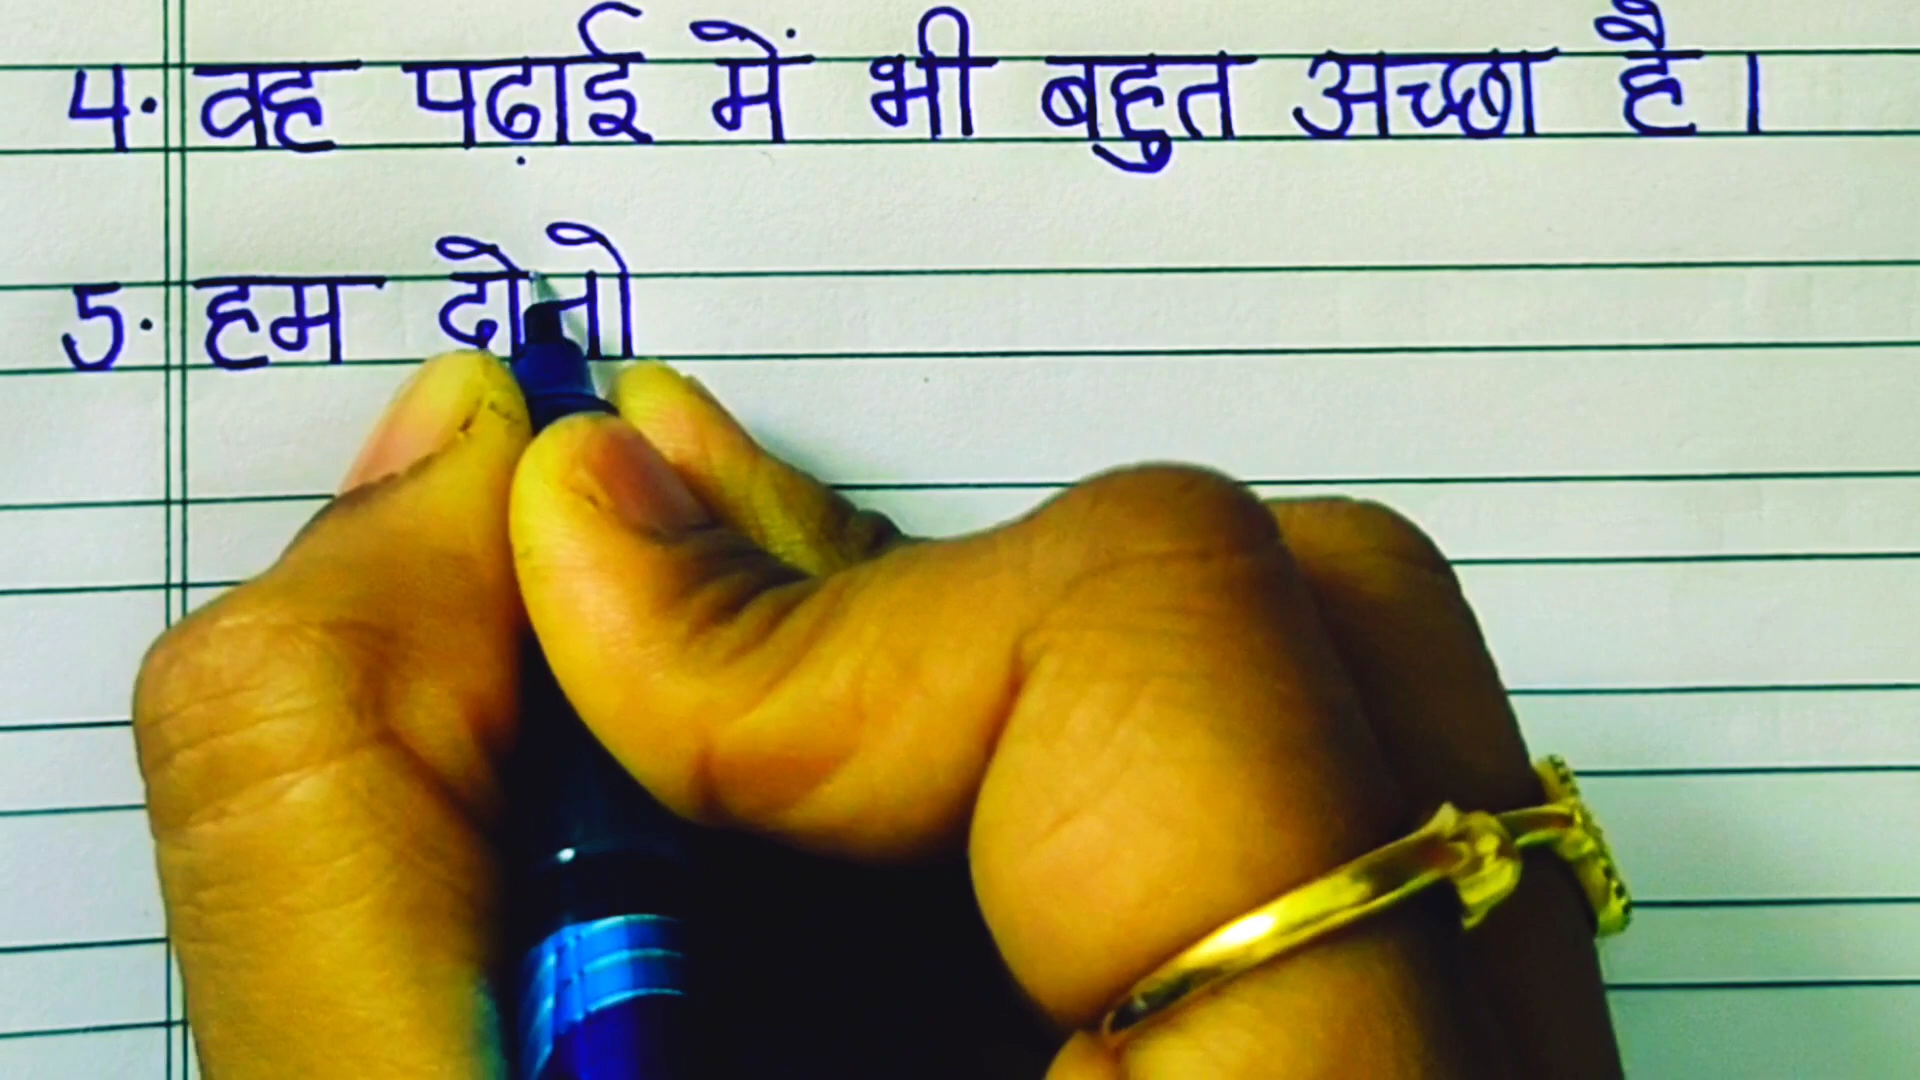 4. वह पढ़ाई में भी बहुत अच्छा है।
5. हम दोनो